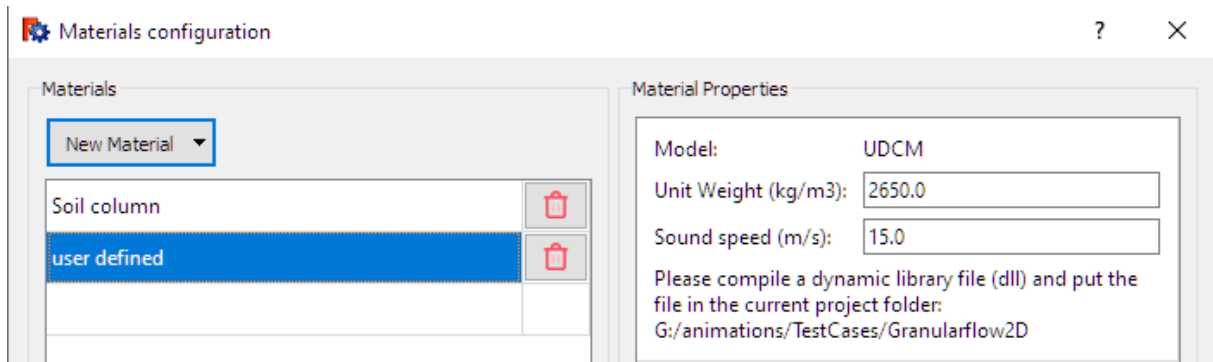 Materials configuration
?
Materials
New Material
Soil column
user defined
Material Properties
Model: UDCM
Unit Weight (kg/m3): 2650.0
Sound speed (m/s): 15.0
Please compile a dynamic library file (dll) and put the
file in the current project folder:
G:/animations/TestCases/Granularflow2D